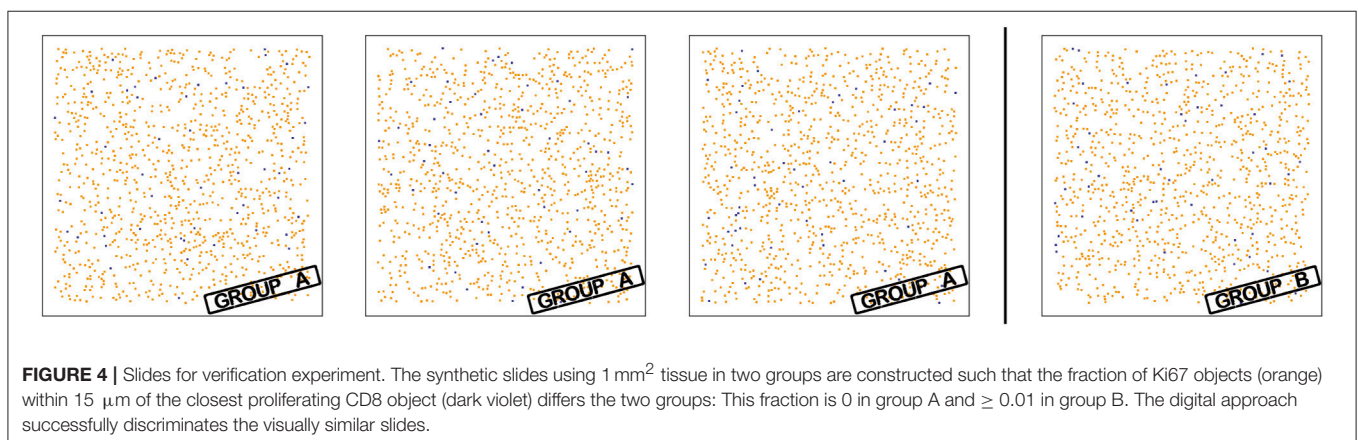 GROUP A
GROUP A
GROUP A
GROUP B
FIGURE 4 | Slides for verification experiment. The synthetic slides using 1 mm² tissue in two groups are constructed such that the fraction of Ki67 objects (orange)
within 15 μm of the closest proliferating CD8 object (dark violet) differs the two groups: This fraction is 0 in group A and ≥ 0.01 in group B. The digital approach
successfully discriminates the visually similar slides.